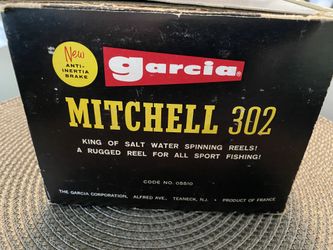 New
ANTI-
INERTIA
BRAKE
garcia®
MITCHELL 302
KING OF SALT WATER SPINNING REELS!
A RUGGED REEL FOR ALL SPORT FISHING!
CODE NO. 05510
THE GARCIA CORPORATION, ALFRED AVE., TEANECK, N.J. • PRODUCT OF FRANCE